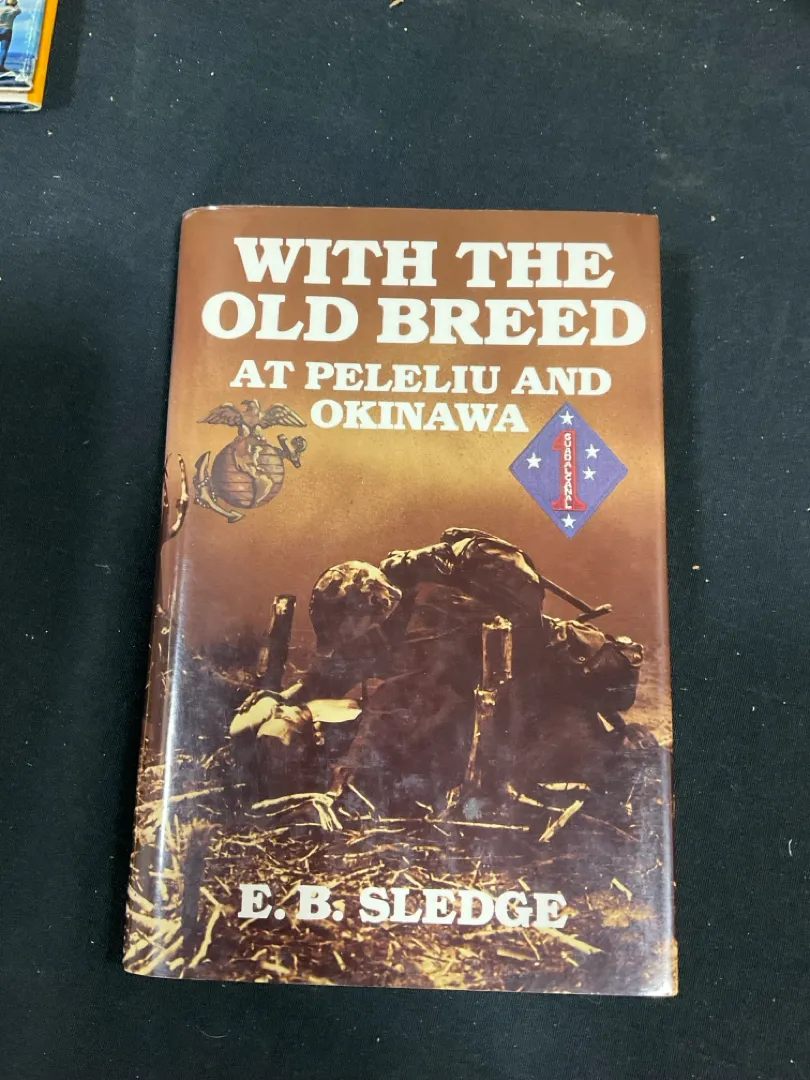 WITH THE
OLD BREED
AT PELELIU AND
OKINAWA
1
GUADALCANAL
E. B. SLEDGE